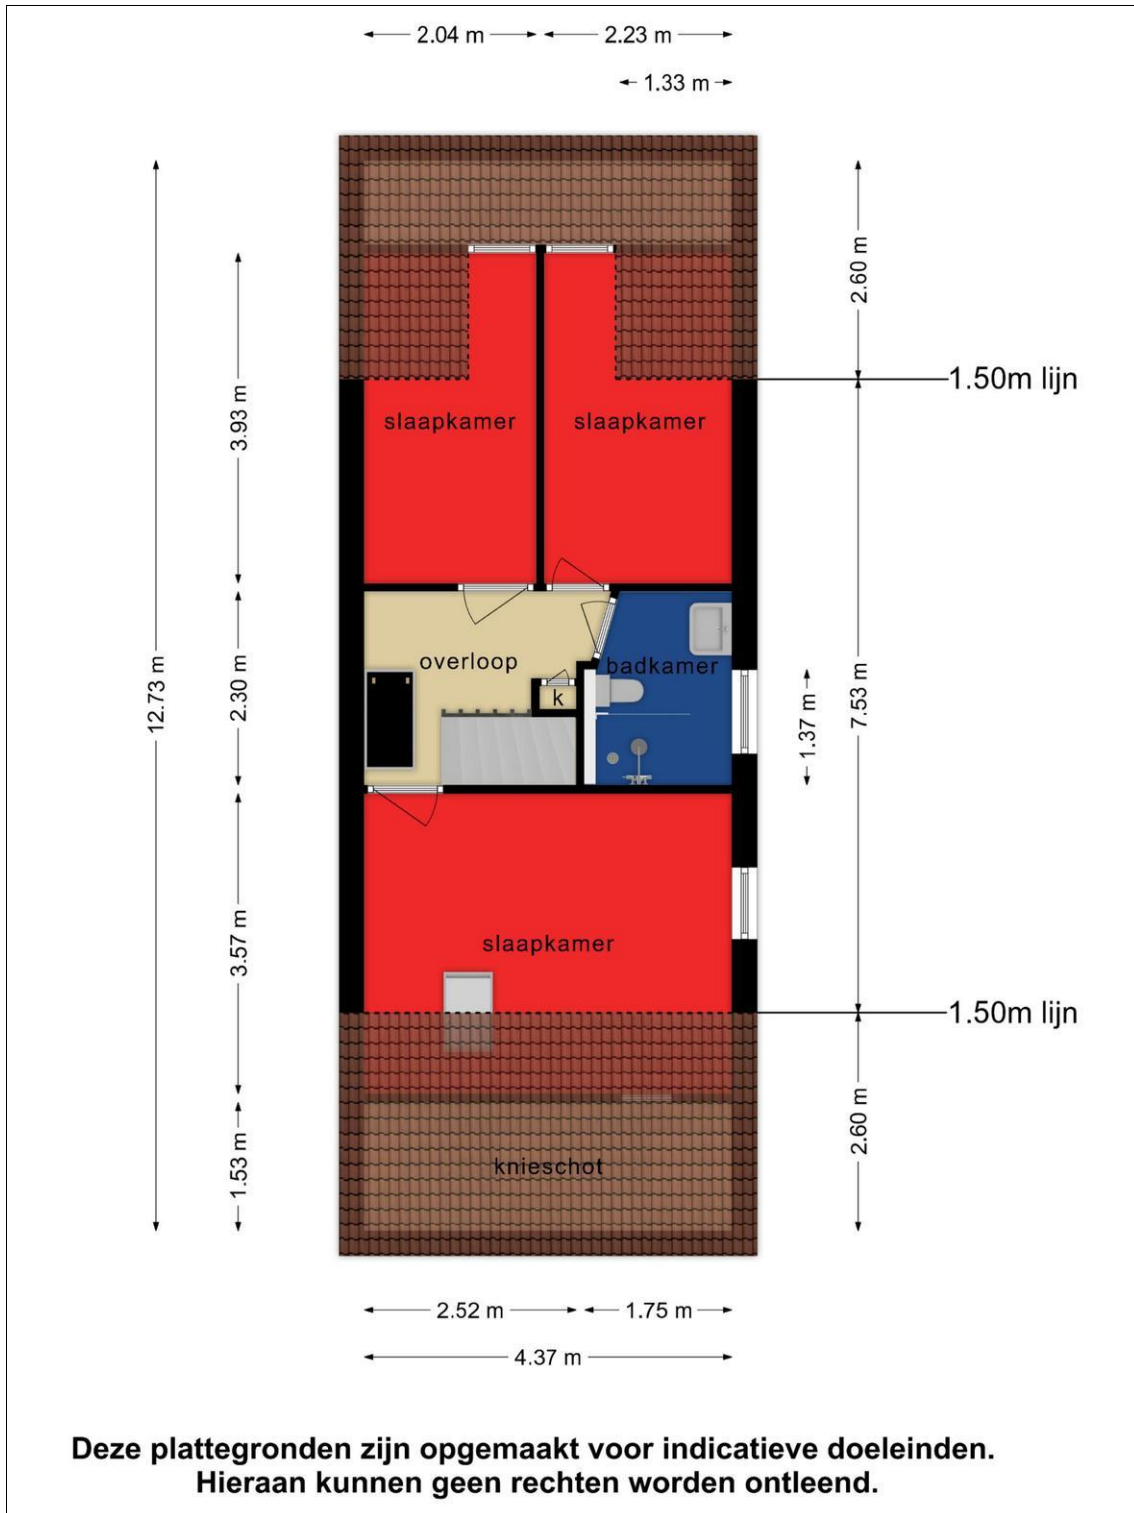 2.04 m
2.23 m
1.33 m
2.60 m
1.50m lijn
3.93 m
slaapkamer
slaapkamer
12.73 m
2.30 m
overloop
badkamer
k
1.37 m
7.53 m
3.57 m
slaapkamer
1.50m lijn
1.53 m
knieschot
2.60 m
2.52 m
1.75 m
4.37 m
Deze plattegronden zijn opgemaakt voor indicatieve doeleinden.
Hieraan kunnen geen rechten worden ontleend.